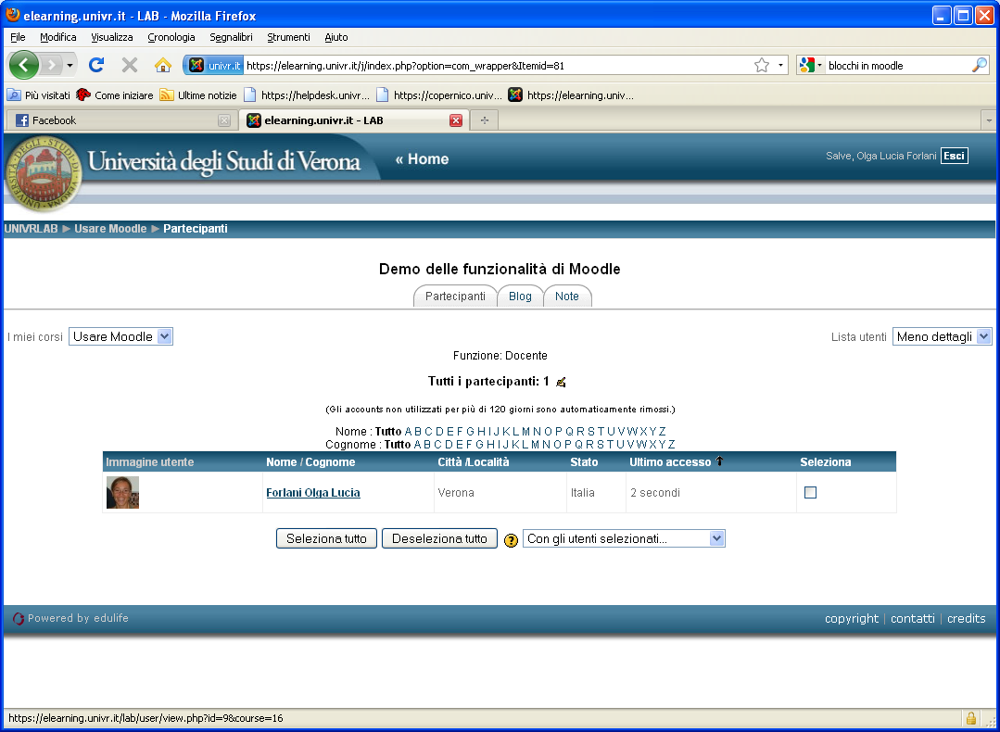 elearning.univr.it - LAB - Mozilla Firefox
File Modifica Visualizza Cronologia Segnalibri Strumenti Aiuto
univr.it https://elearning.univr.it/j/index.php?option=com_wrapper&Itemid=81 blocchi in moodle
Più visitati Come iniziare Ultime notizie https://helpdesk.univr... https://copernico.univ... https://elearning.univ...
Facebook elearning.univr.it - LAB
Università degli Studi di Verona « Home Salve, Olga Lucia Forlani Esci
UNIVRLAB ► Usare Moodle ► Partecipanti
Demo delle funzionalità di Moodle
Partecipanti Blog Note
I miei corsi Usare Moodle Lista utenti Meno dettagli
Funzione: Docente
Tutti i partecipanti: 1
(Gli accounts non utilizzati per più di 120 giorni sono automaticamente rimossi.)
Nome : Tutto A B C D E F G H I J K L M N O P Q R S T U V W X Y Z
Cognome : Tutto A B C D E F G H I J K L M N O P Q R S T U V W X Y Z
Immagine utente Nome / Cognome Città /Località Stato Ultimo accesso ↑ Seleziona
Forlani Olga Lucia Verona Italia 2 secondi
Seleziona tutto Deseleziona tutto ? Con gli utenti selezionati...
Powered by edulife copyright | contatti | credits
https://elearning.univr.it/lab/user/view.php?id=9&course=16